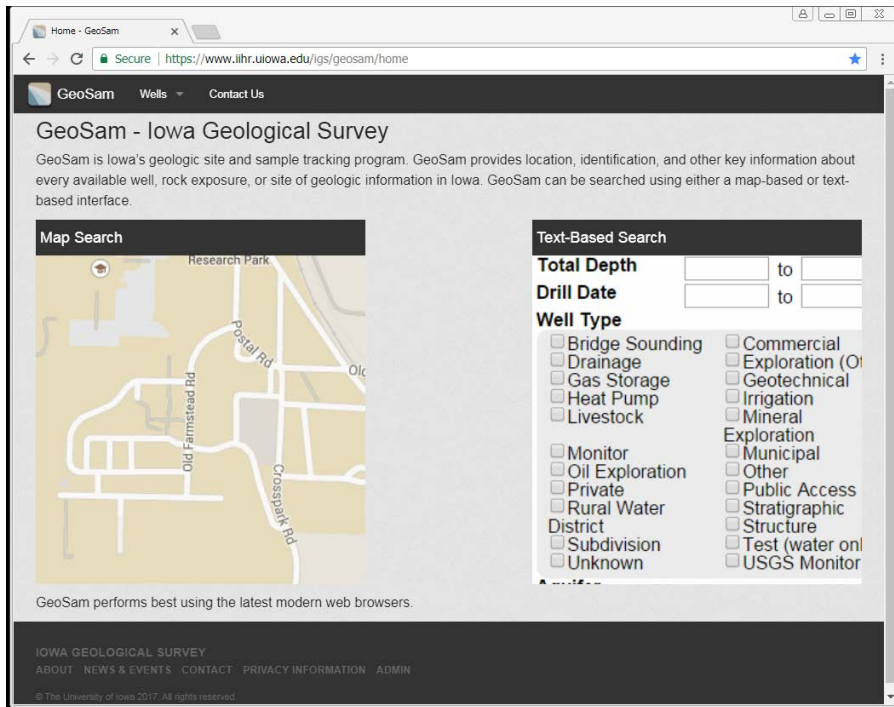 Home - GeoSam
Secure | https://www.iihr.uiowa.edu/igs/geosam/home
GeoSam Wells Contact Us
GeoSam - Iowa Geological Survey
GeoSam is Iowa's geologic site and sample tracking program. GeoSam provides location, identification, and other key information about
every available well, rock exposure, or site of geologic information in Iowa. GeoSam can be searched using either a map-based or text-
based interface.
Map Search
Research Park
Postal Rd
Old
Old Farmstead Rd
Crosspark Rd
Text-Based Search
Total Depth to
Drill Date to
Well Type
Bridge Sounding Commercial
Drainage Exploration (Ot
Gas Storage Geotechnical
Heat Pump Irrigation
Livestock Mineral
Exploration
Monitor Municipal
Oil Exploration Other
Private Public Access
Rural Water Stratigraphic
District Structure
Subdivision Test (water onl
Unknown USGS Monitor
Aquifer
GeoSam performs best using the latest modern web browsers.
IOWA GEOLOGICAL SURVEY
ABOUT NEWS & EVENTS CONTACT PRIVACY INFORMATION ADMIN
© The University of Iowa 2017. All rights reserved.